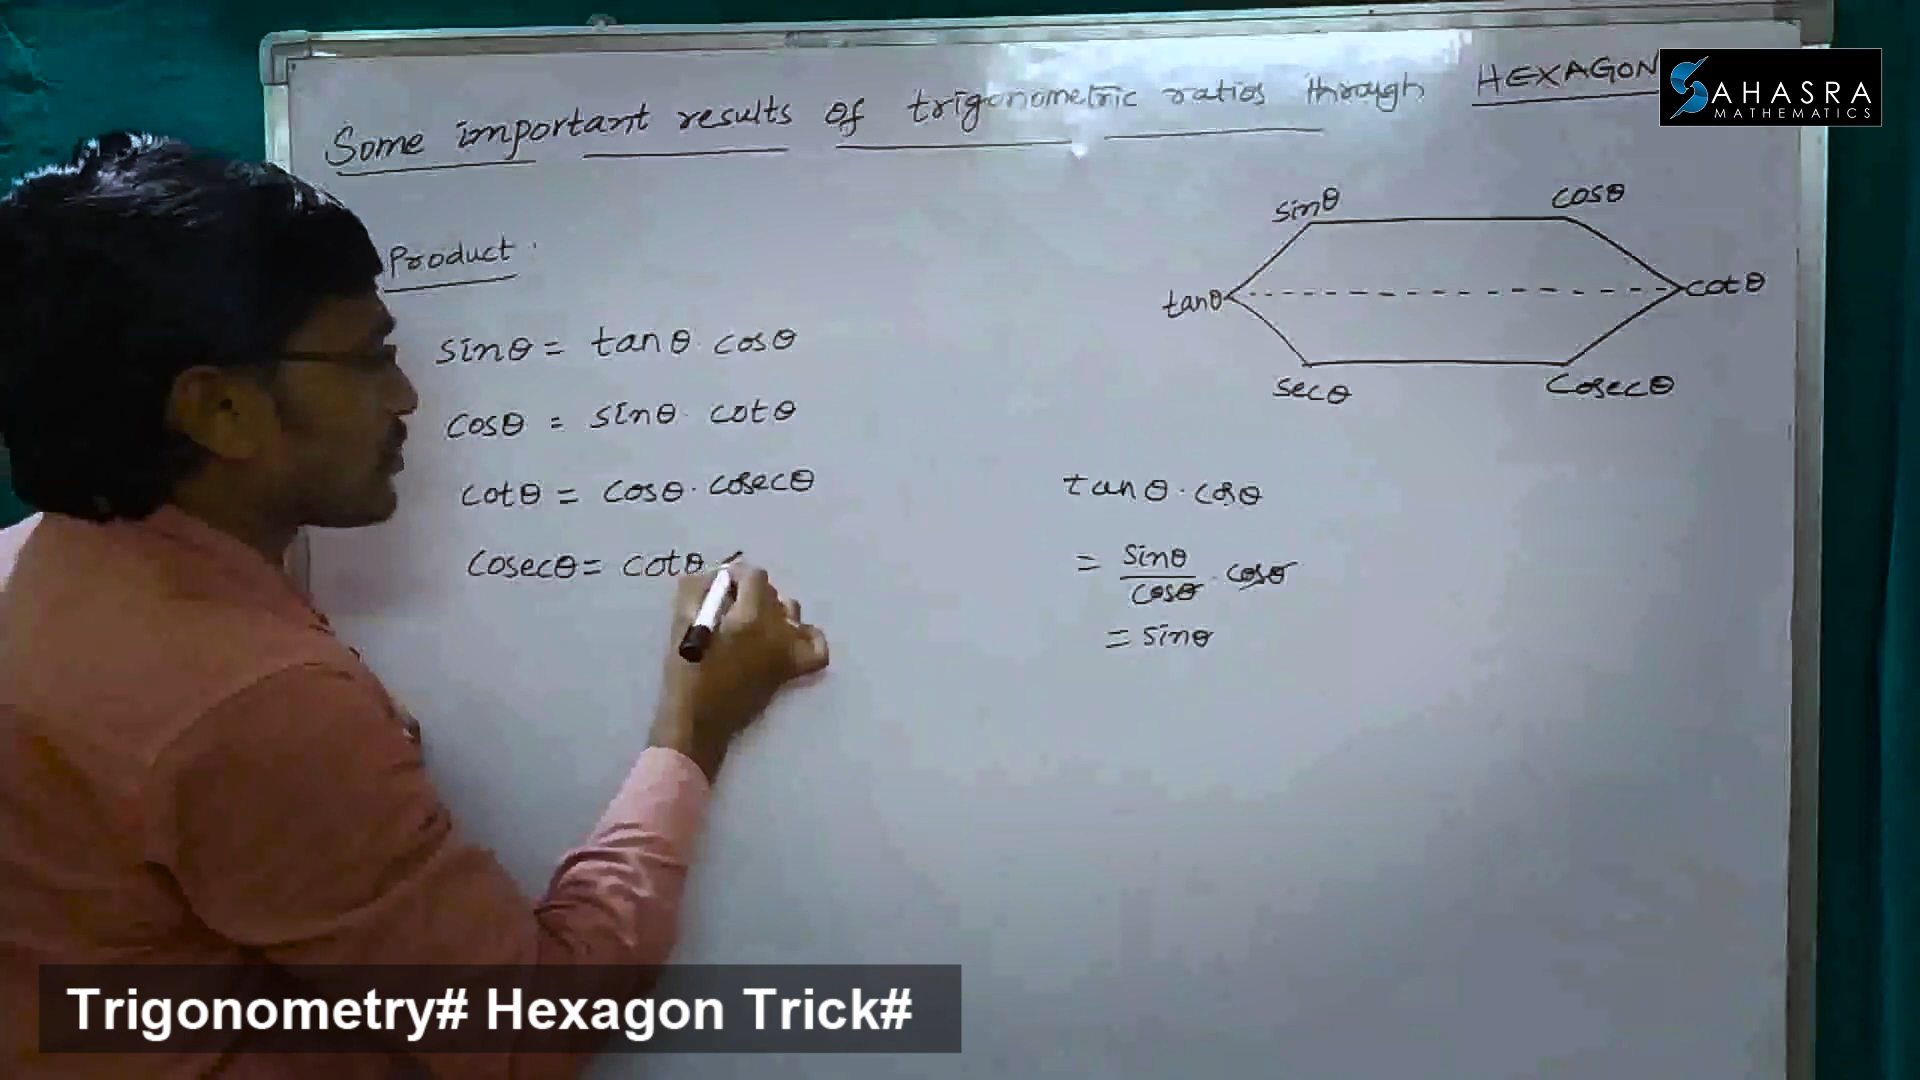 Some important results of trigonometric ratios through HEXAGON
SAHASRA
MATHEMATICS
sinθ
cosθ
Product
tanθ
cotθ
sinθ = tanθ. cosθ
secθ
cosecθ
cosθ = sinθ. cotθ
cotθ = cosθ. cosecθ
tanθ. cosθ
cosecθ = cotθ
= sinθ/cosθ . cosθ
= sinθ
Trigonometry# Hexagon Trick#